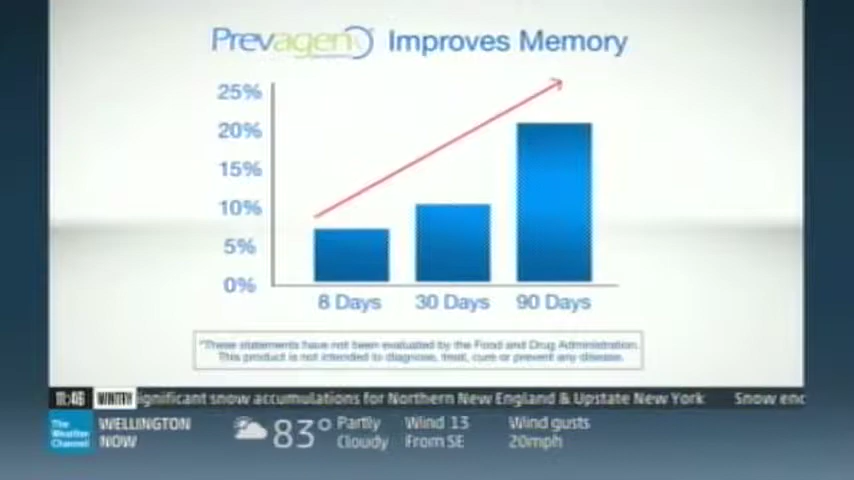 Prevagen Improves Memory
25%
20%
15%
10%
5%
0%
8 Days
30 Days
90 Days
*These statements have not been evaluated by the Food and Drug Administration.
This product is not intended to diagnose, treat, cure or prevent any disease.
11:46
WINTRY
ignificant snow accumulations for Northern New England & Upstate New York
Snow end
The Weather Channel
WELLINGTON NOW
83°
Partly Cloudy
Wind 13 From SE
Wind gusts 20mph